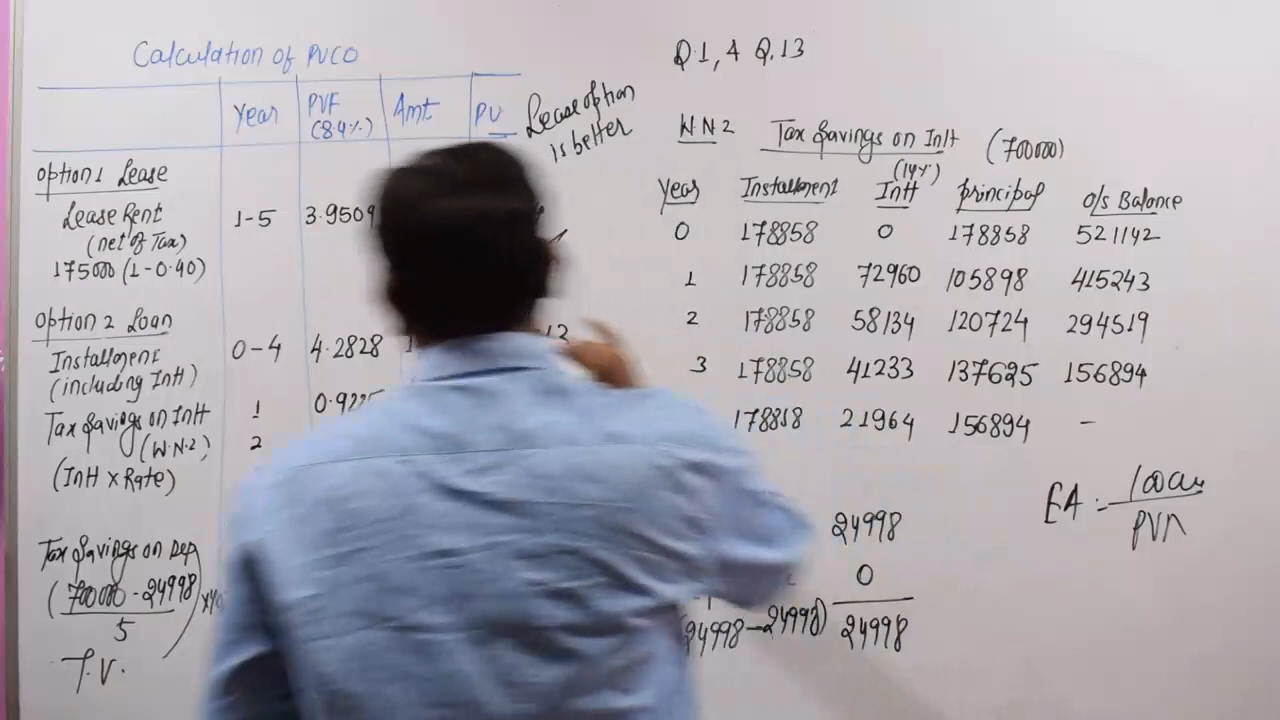 Calculation of PVCO
Year PVF Amt PV
(8.4%)
Lease option
is better
Option 1 Lease
Lease Rent 1-5 3.9509
(net of Tax)
175000 (1-0.40)
Option 2 Loan
Installment 0-4 4.2828
(including Intt)
Tax Savings on Intt 1
(W.N.2) 2
(Intt x Rate)
Tax Savings on Dep
(700000 - 24998)
5
T.V.
Q.1, 4 Q.13
W.N 2 Tax Savings on Intt (700000)
(14%)
Year Installment Intt principal o/s Balance
0 178858 0 178858 521142
1 178858 72960 105898 415243
2 178858 58134 120724 294519
3 178858 41233 137625 156894
178858 21964 156894 -
24998
0
24998 - 24998) 24998
EA = Loan
PVA